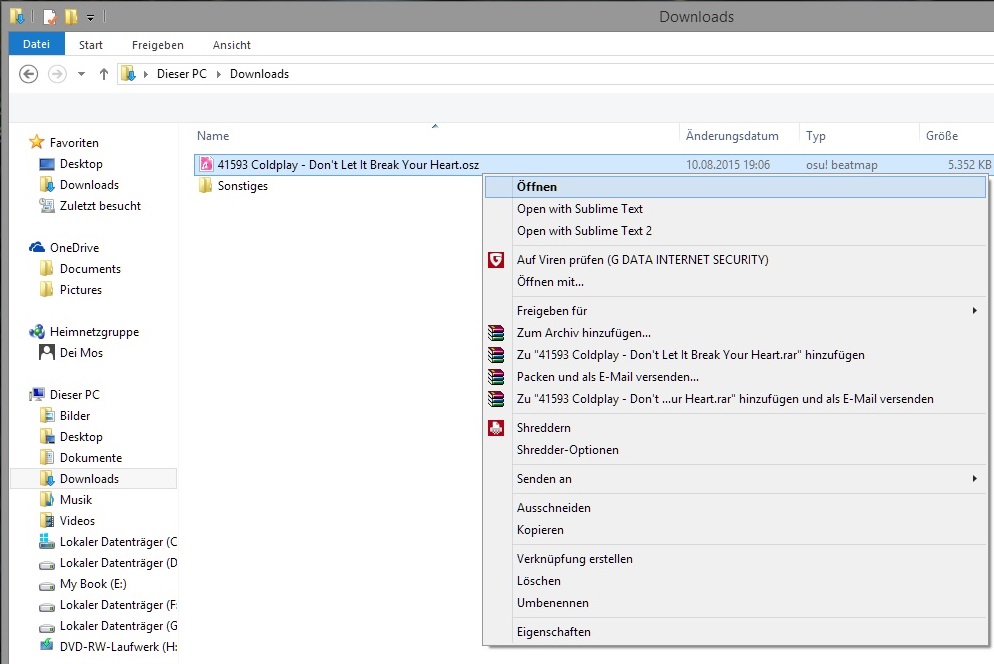 Downloads
Datei Start Freigeben Ansicht
Dieser PC Downloads
Name Änderungsdatum Typ Größe
41593 Coldplay - Don't Let It Break Your Heart.osz 10.08.2015 19:06 osu! beatmap 5.352 KB
Sonstiges
Favoriten
Desktop
Downloads
Zuletzt besucht
OneDrive
Documents
Pictures
Heimnetzgruppe
Dei Mos
Dieser PC
Bilder
Desktop
Dokumente
Downloads
Musik
Videos
Lokaler Datenträger (C
Lokaler Datenträger (D
My Book (E:)
Lokaler Datenträger (F:
Lokaler Datenträger (G
DVD-RW-Laufwerk (H:
Öffnen
Open with Sublime Text
Open with Sublime Text 2
Auf Viren prüfen (G DATA INTERNET SECURITY)
Öffnen mit...
Freigeben für
Zum Archiv hinzufügen...
Zu "41593 Coldplay - Don't Let It Break Your Heart.rar" hinzufügen
Packen und als E-Mail versenden...
Zu "41593 Coldplay - Don't ...ur Heart.rar" hinzufügen und als E-Mail versenden
Shreddern
Shredder-Optionen
Senden an
Ausschneiden
Kopieren
Verknüpfung erstellen
Löschen
Umbenennen
Eigenschaften